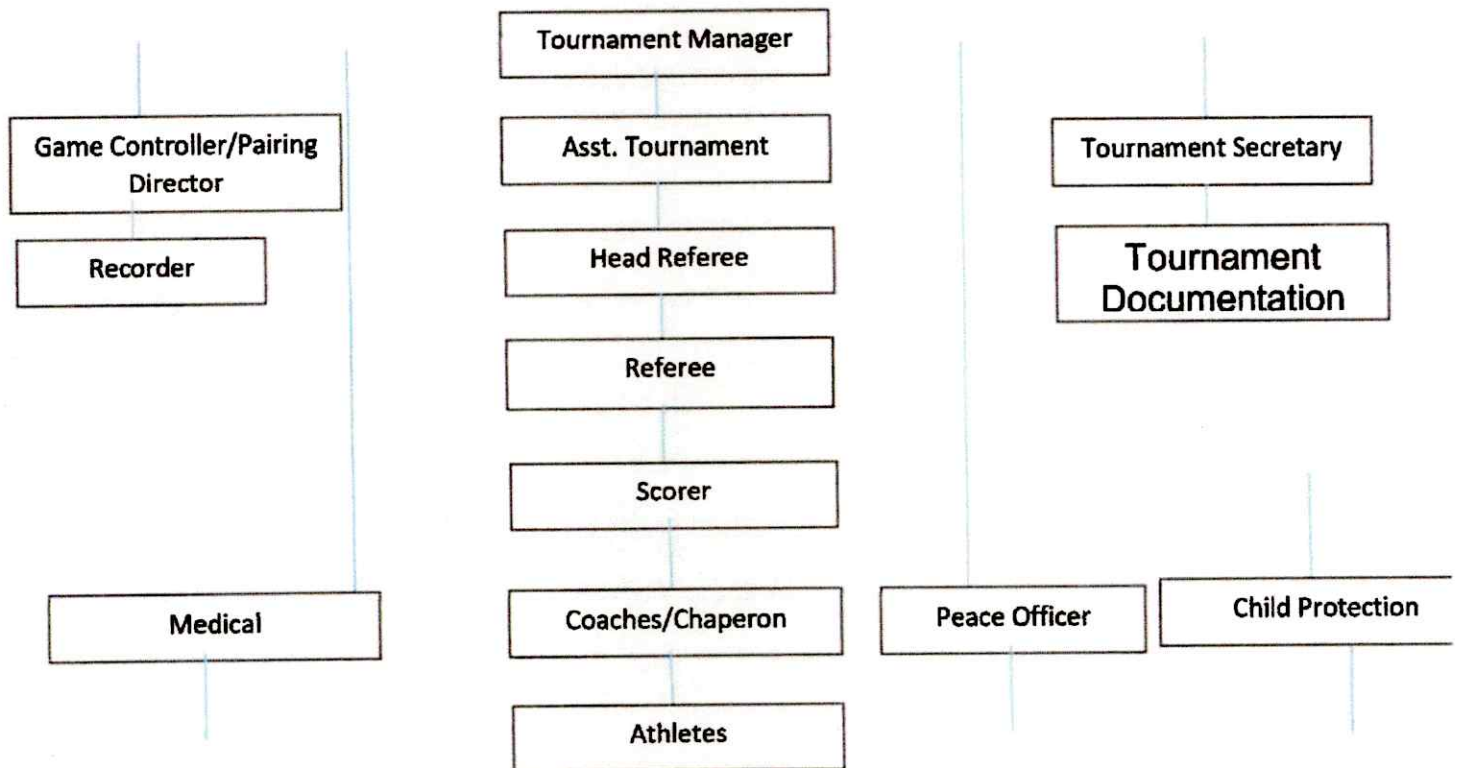 Tournament Manager
Game Controller/Pairing
Director
Asst. Tournament
Tournament Secretary
Recorder
Head Referee
Tournament
Documentation
Referee
Scorer
Medical
Coaches/Chaperon
Peace Officer
Child Protection
Athletes